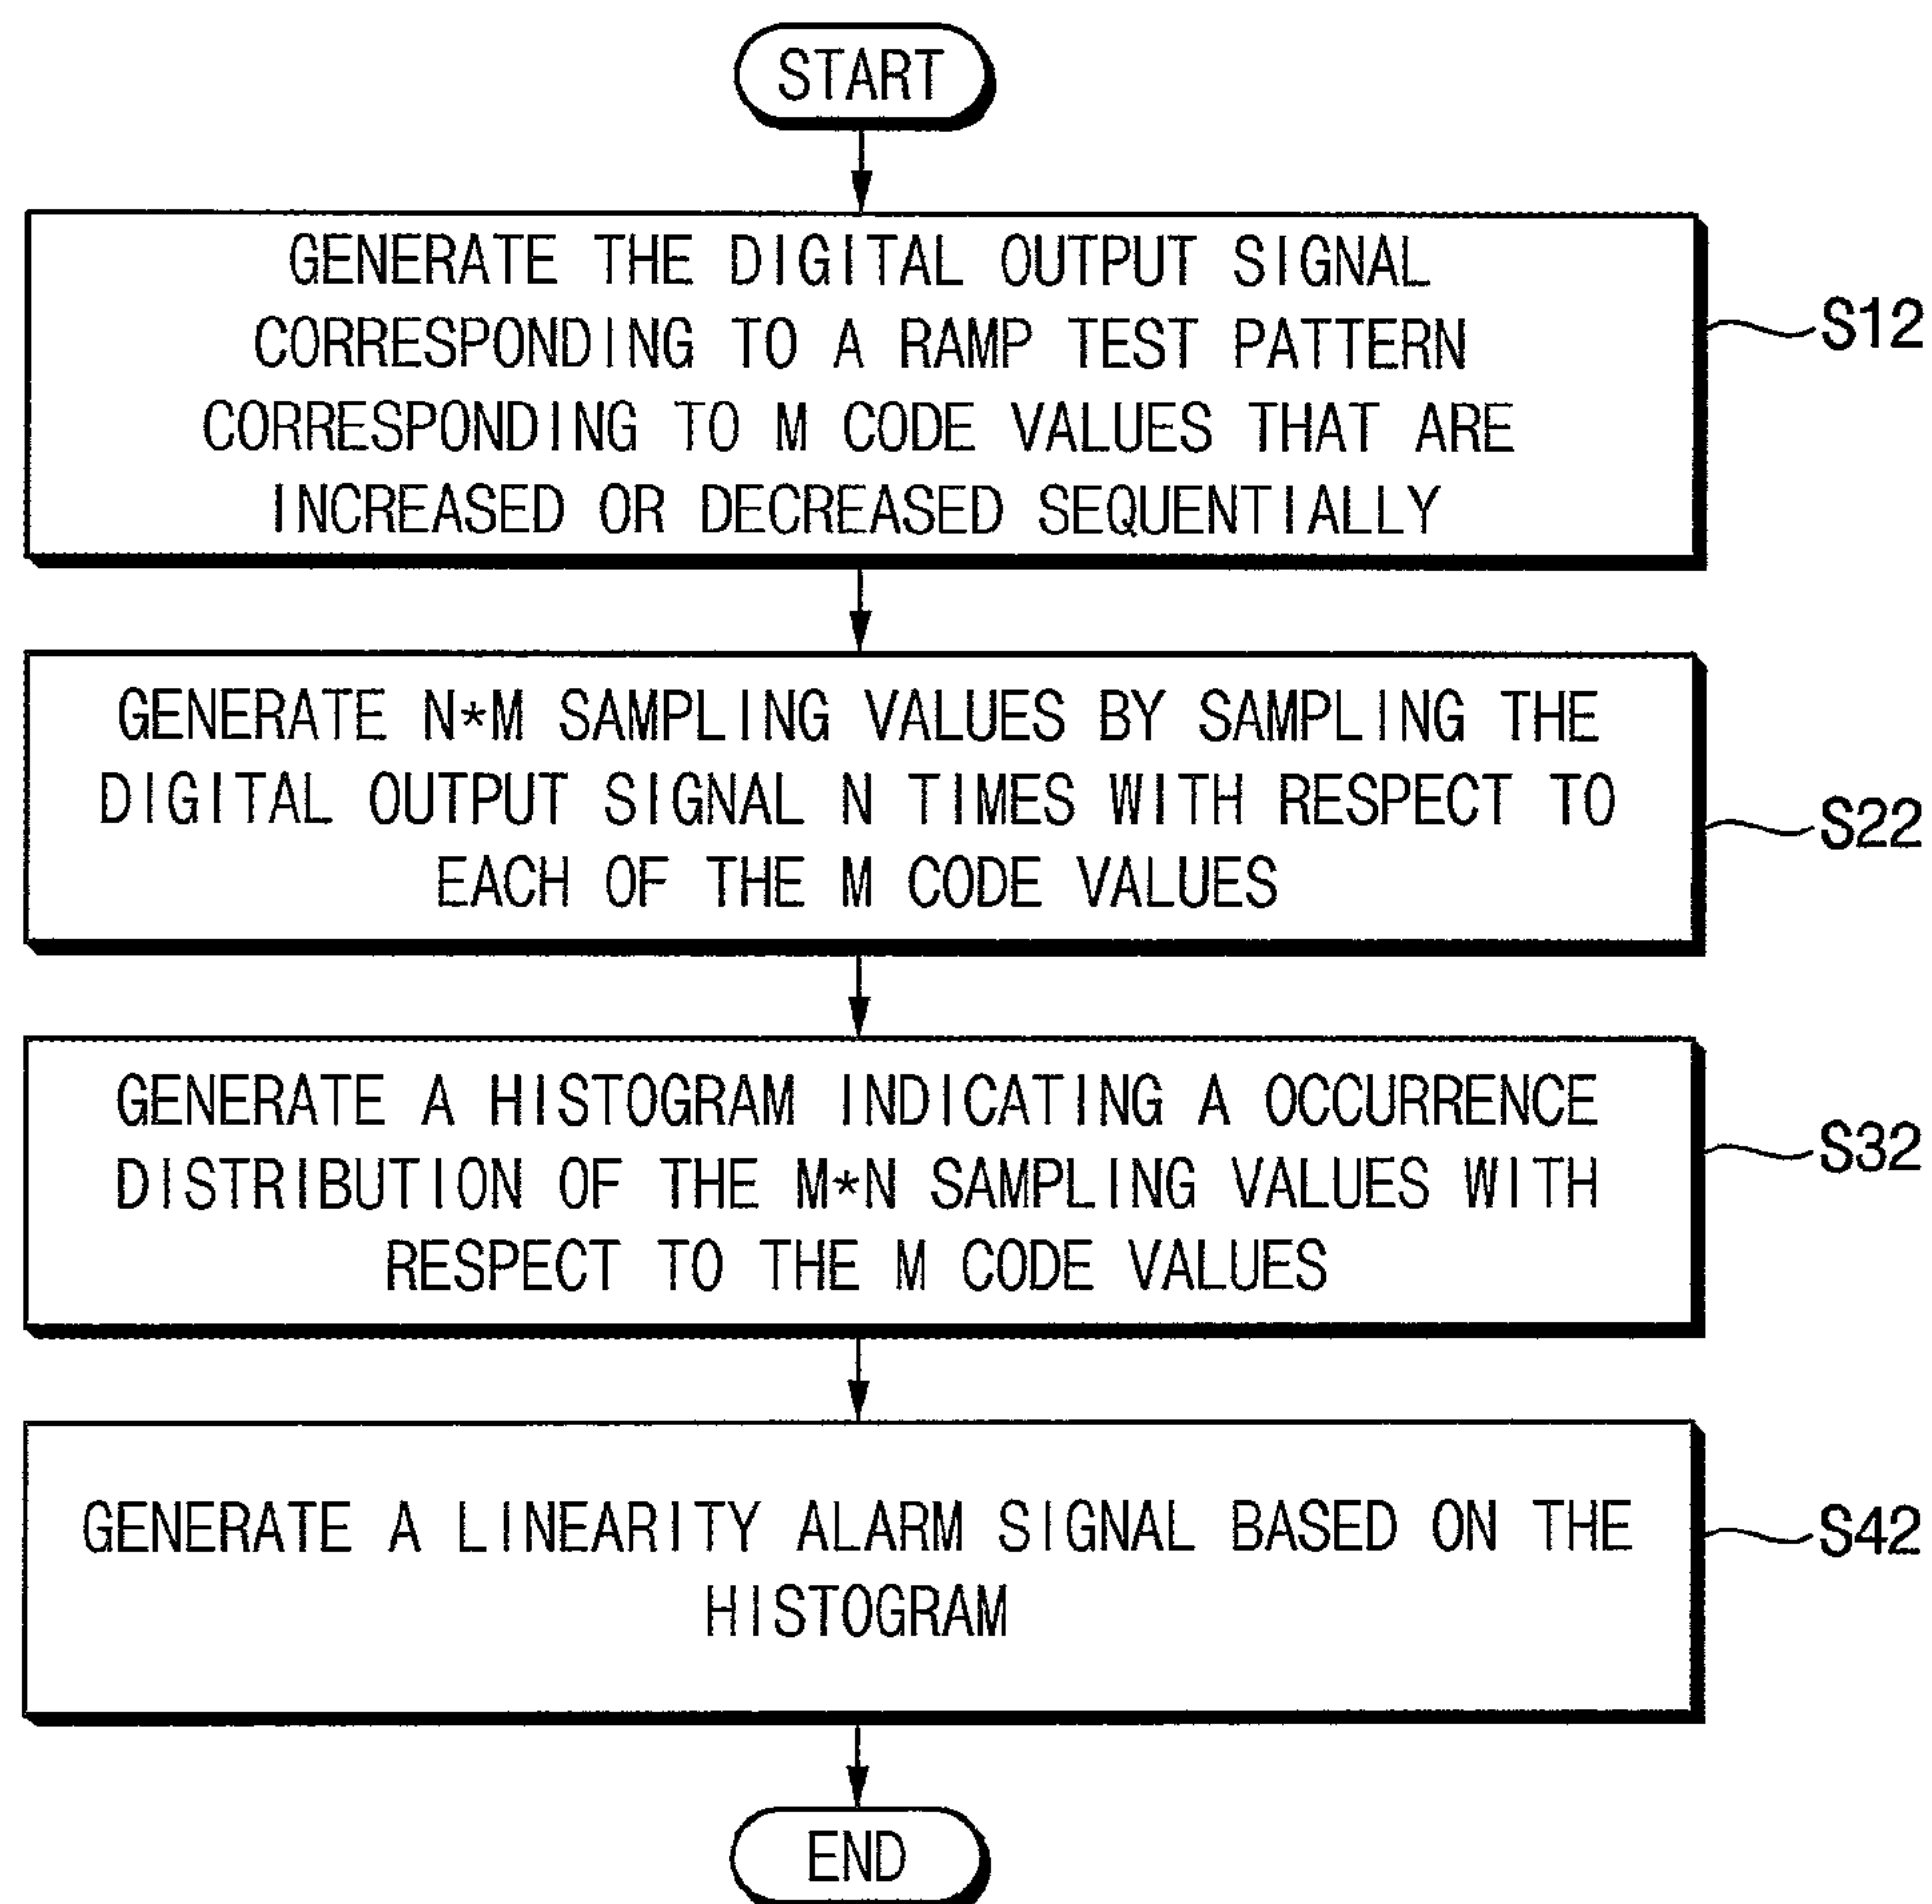 START
GENERATE THE DIGITAL OUTPUT SIGNAL
CORRESPONDING TO A RAMP TEST PATTERN
CORRESPONDING TO M CODE VALUES THAT ARE
INCREASED OR DECREASED SEQUENTIALLY
S12
GENERATE N*M SAMPLING VALUES BY SAMPLING THE
DIGITAL OUTPUT SIGNAL N TIMES WITH RESPECT TO
EACH OF THE M CODE VALUES
S22
GENERATE A HISTOGRAM INDICATING A OCCURRENCE
DISTRIBUTION OF THE M*N SAMPLING VALUES WITH
RESPECT TO THE M CODE VALUES
S32
GENERATE A LINEARITY ALARM SIGNAL BASED ON THE
HISTOGRAM
S42
END